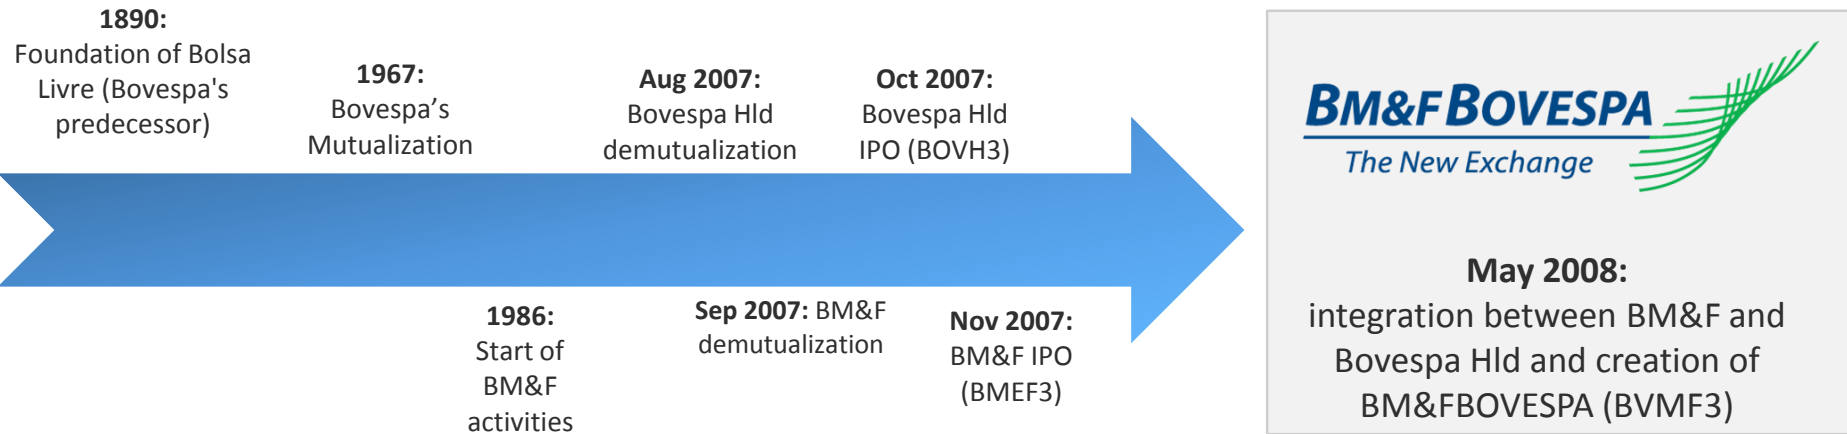 1890:
Foundation of Bolsa
Livre (Bovespa's
predecessor)
1967:
Bovespa’s
Mutualization
Aug 2007:
Bovespa Hld
demutualization
Oct 2007:
Bovespa Hld
IPO (BOVH3)
1986:
Start of
BM&F
activities
Sep 2007: BM&F
demutualization
Nov 2007:
BM&F IPO
(BMEF3)
BM&FBOVESPA
The New Exchange
May 2008:
integration between BM&F and
Bovespa Hld and creation of
BM&FBOVESPA (BVMF3)